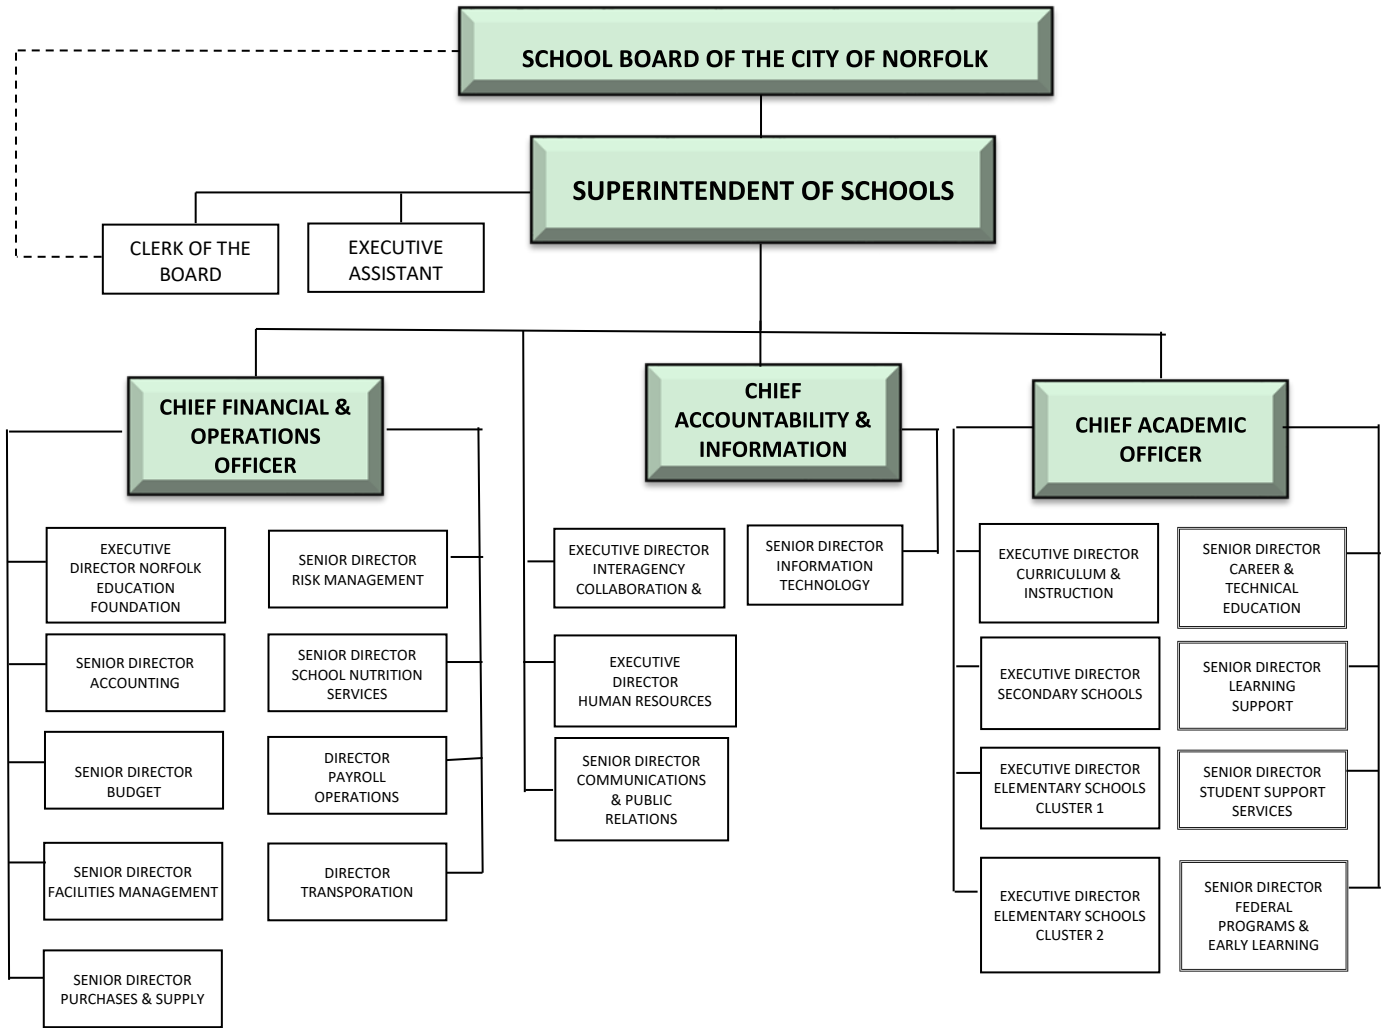 SCHOOL BOARD OF THE CITY OF NORFOLK
SUPERINTENDENT OF SCHOOLS
CLERK OF THE
BOARD
EXECUTIVE
ASSISTANT
CHIEF FINANCIAL &
OPERATIONS
OFFICER
CHIEF
ACCOUNTABILITY &
INFORMATION
CHIEF ACADEMIC
OFFICER
EXECUTIVE
DIRECTOR NORFOLK
EDUCATION
FOUNDATION
SENIOR DIRECTOR
ACCOUNTING
SENIOR DIRECTOR
BUDGET
SENIOR DIRECTOR
FACILITIES MANAGEMENT
SENIOR DIRECTOR
PURCHASES & SUPPLY
SENIOR DIRECTOR
RISK MANAGEMENT
SENIOR DIRECTOR
SCHOOL NUTRITION
SERVICES
DIRECTOR
PAYROLL
OPERATIONS
DIRECTOR
TRANSPORATION
EXECUTIVE DIRECTOR
INTERAGENCY
COLLABORATION &
EXECUTIVE
DIRECTOR
HUMAN RESOURCES
SENIOR DIRECTOR
COMMUNICATIONS
& PUBLIC
RELATIONS
SENIOR DIRECTOR
INFORMATION
TECHNOLOGY
EXECUTIVE DIRECTOR
CURRICULUM &
INSTRUCTION
EXECUTIVE DIRECTOR
SECONDARY SCHOOLS
EXECUTIVE DIRECTOR
ELEMENTARY SCHOOLS
CLUSTER 1
EXECUTIVE DIRECTOR
ELEMENTARY SCHOOLS
CLUSTER 2
SENIOR DIRECTOR
CAREER &
TECHNICAL
EDUCATION
SENIOR DIRECTOR
LEARNING
SUPPORT
SENIOR DIRECTOR
STUDENT SUPPORT
SERVICES
SENIOR DIRECTOR
FEDERAL
PROGRAMS &
EARLY LEARNING